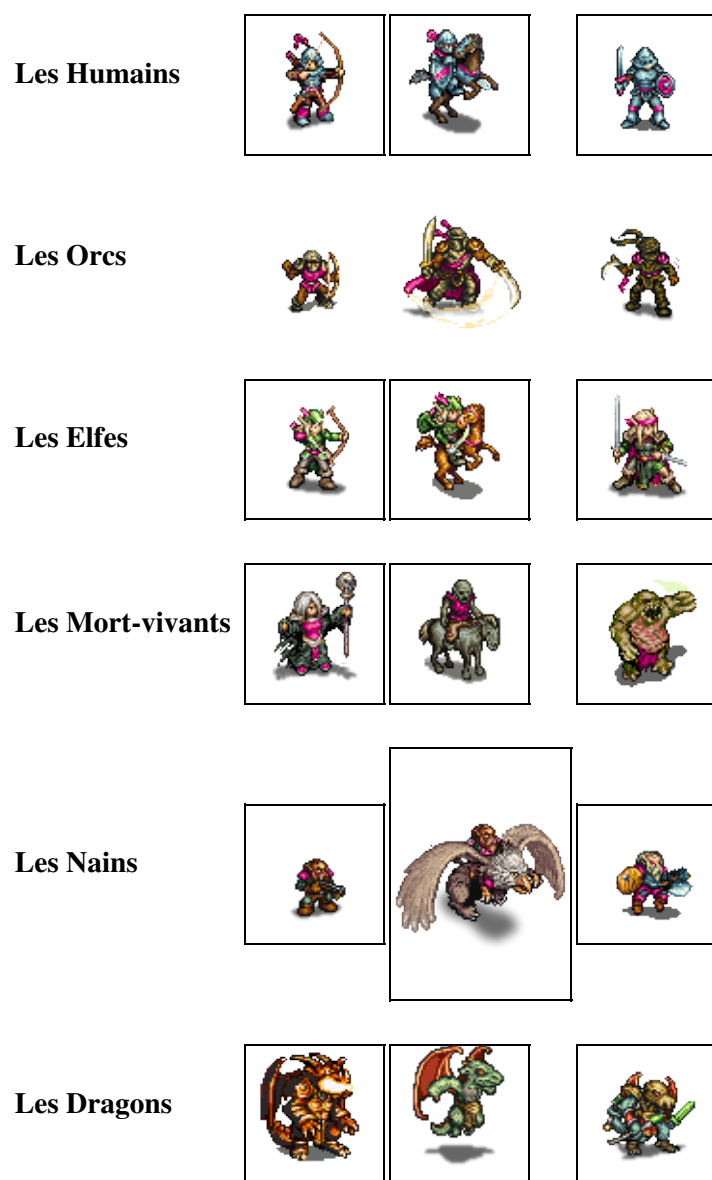 Les Humains
Les Orcs
Les Elfes
Les Mort-vivants
Les Nains
Les Dragons